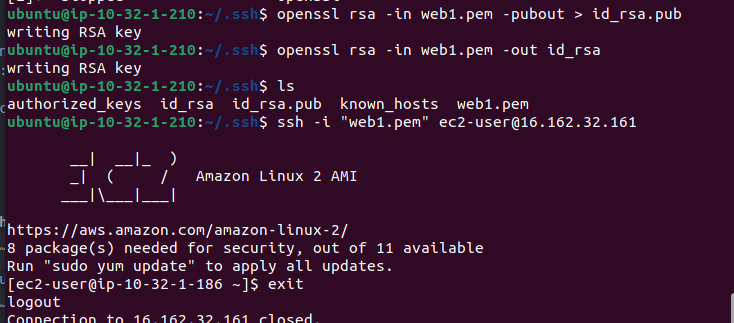 ubuntu@ip-10-32-1-210:~/.ssh$ openssl rsa -in web1.pem -pubout > id_rsa.pub
writing RSA key
ubuntu@ip-10-32-1-210:~/.ssh$ openssl rsa -in web1.pem -out id_rsa
writing RSA key
ubuntu@ip-10-32-1-210:~/.ssh$ ls
authorized_keys  id_rsa  id_rsa.pub  known_hosts  web1.pem
ubuntu@ip-10-32-1-210:~/.ssh$ ssh -i "web1.pem" ec2-user@16.162.32.161
       __|  __|_  )
       _|  (     /   Amazon Linux 2 AMI
      ___|\___|___|
https://aws.amazon.com/amazon-linux-2/
8 package(s) needed for security, out of 11 available
Run "sudo yum update" to apply all updates.
[ec2-user@ip-10-32-1-186 ~]$ exit
logout
Connection to 16.162.32.161 closed.